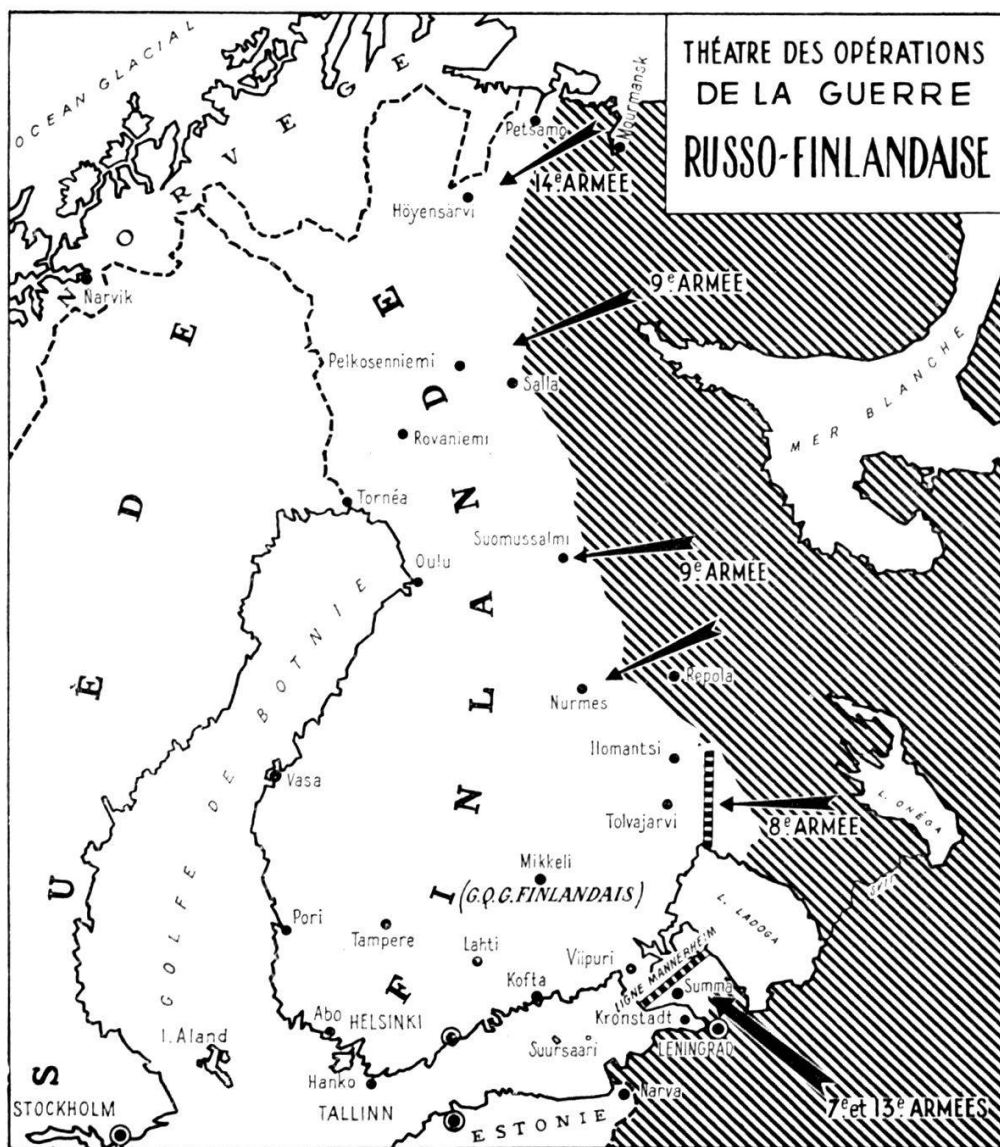 THÉATRE DES OPÉRATIONS
DE LA GUERRE
RUSSO-FINLANDAISE
OCEAN GLACIAL
NORVEGE
Petsamo
Mourmansk
14e ARMÉE
Höyensärvi
Narvik
9e ARMÉE
Pelkosenniemi
Salla
MER BLANCHE
Rovaniemi
Tornéa
SUÈDE
FINLANDE
Suomussalmi
9e ARMÉE
Oulu
GOLFE DE BOTNIE
Repola
Nurmes
Ilomantsi
Vasa
L. ONÉGA
Tolvajarvi
8e ARMÉE
Mikkeli
(G.Q.G. FINLANDAIS)
L. LADOGA
SVIR
Pori
Tampere
Lahti
Viipuri
LIGNE MANNERHEIM
Kofta
Summa
Abo
HELSINKI
Kronstadt
I. Aland
Suursaari
LENINGRAD
Hanko
Narva
7e et 13e ARMÉES
STOCKHOLM
TALLINN
ESTONIE